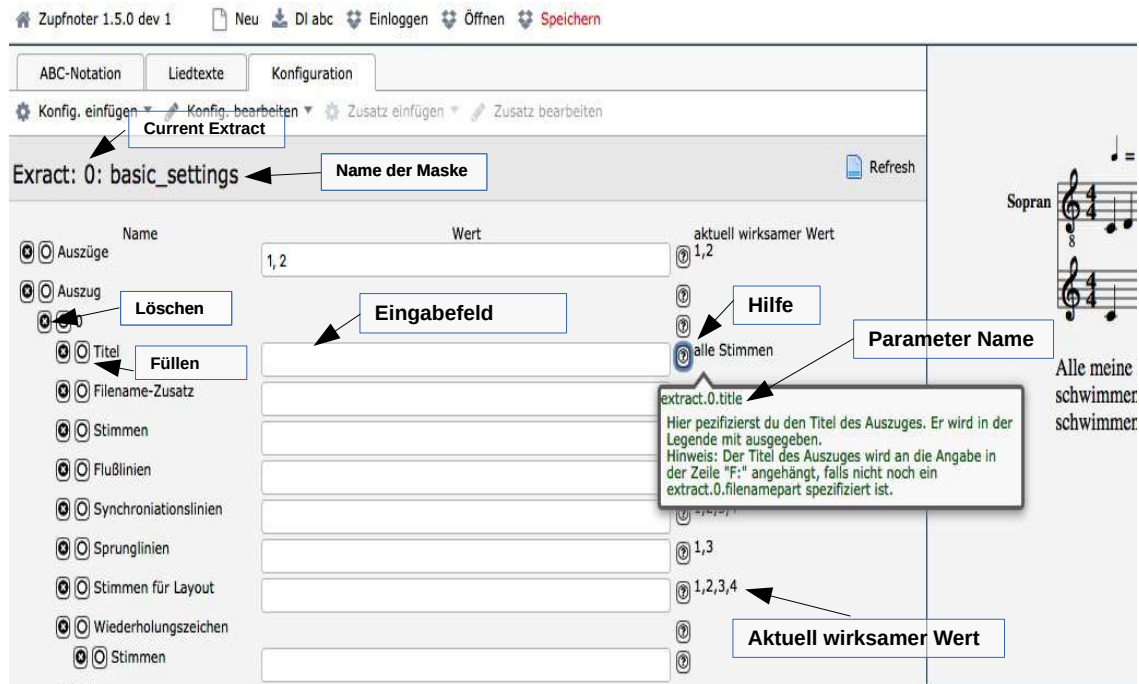 Zupfnoter 1.5.0 dev 1 Neu Dl abc Einloggen Öffnen Speichern
ABC-Notation Liedtexte Konfiguration
Konfig. einfügen Konfig. bearbeiten Zusatz einfügen Zusatz bearbeiten
Current Extract
Exract: 0: basic_settings
Name der Maske
Refresh
Name Wert aktuell wirksamer Wert
Auszüge 1, 2 1,2
Auszug
Löschen
Eingabefeld
Hilfe
0
Parameter Name
Titel alle Stimmen
Füllen
Filename-Zusatz
extract.0.title
Hier pezifizierst du den Titel des Auszuges. Er wird in der
Legende mit ausgegeben.
Hinweis: Der Titel des Auszuges wird an die Angabe in
der Zeile "F:" angehängt, falls nicht noch ein
extract.0.filenamepart spezifiziert ist.
Stimmen
Flußlinien
Synchroniationslinien
Sprunglinien 1,3
Stimmen für Layout 1,2,3,4
Wiederholungszeichen
Aktuell wirksamer Wert
Stimmen
Sopran
4
4
8
4
4
Alle meine
schwimmen
schwimmen